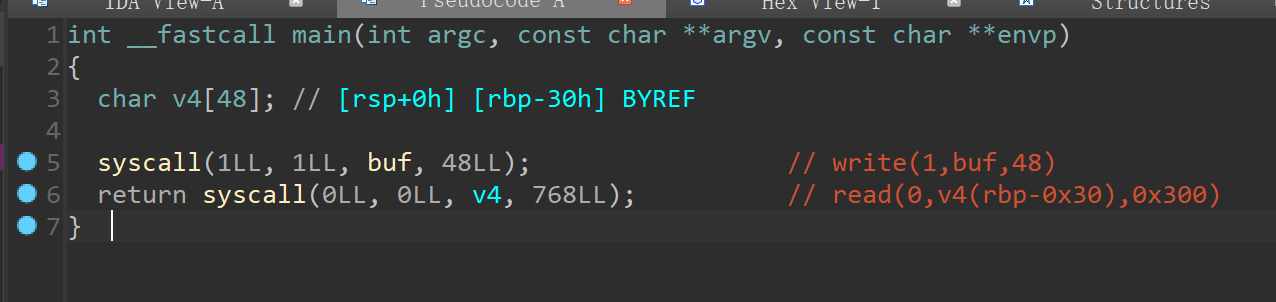 IDA View-A Pseudocode-A Hex View-1 Structures
1 int __fastcall main(int argc, const char **argv, const char **envp)
2 {
3 char v4[48]; // [rsp+0h] [rbp-30h] BYREF
4
5 syscall(1LL, 1LL, buf, 48LL); // write(1,buf,48)
6 return syscall(0LL, 0LL, v4, 768LL); // read(0,v4(rbp-0x30),0x300)
7 }